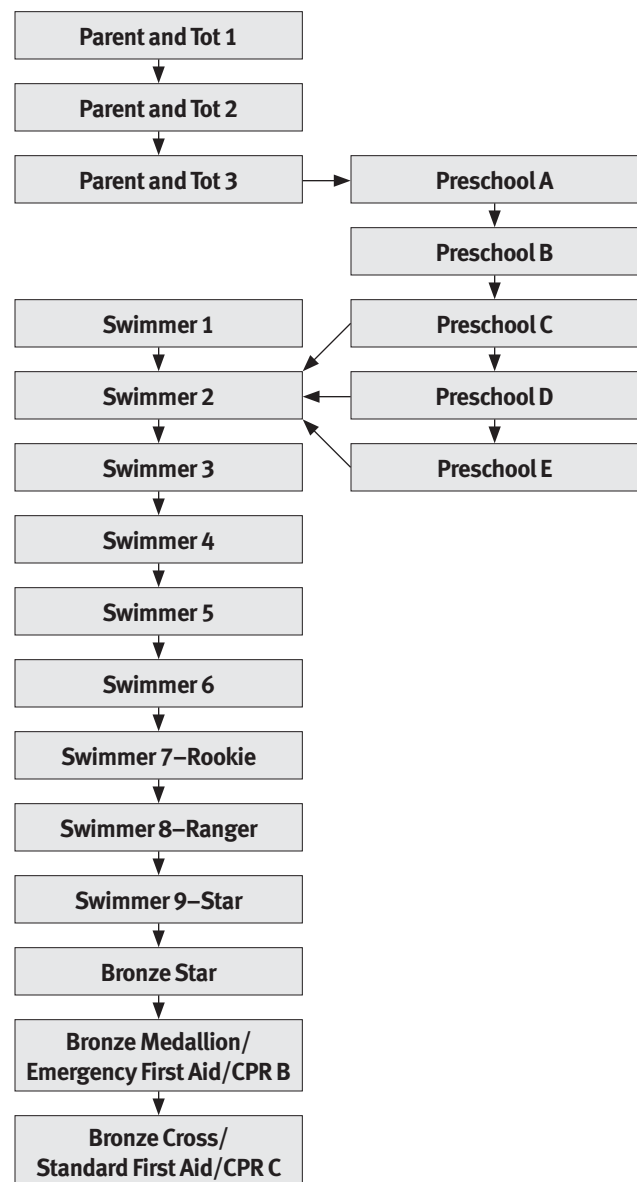 Parent and Tot 1
Parent and Tot 2
Parent and Tot 3
Preschool A
Preschool B
Swimmer 1
Preschool C
Swimmer 2
Preschool D
Swimmer 3
Preschool E
Swimmer 4
Swimmer 5
Swimmer 6
Swimmer 7–Rookie
Swimmer 8–Ranger
Swimmer 9–Star
Bronze Star
Bronze Medallion/
Emergency First Aid/CPR B
Bronze Cross/
Standard First Aid/CPR C